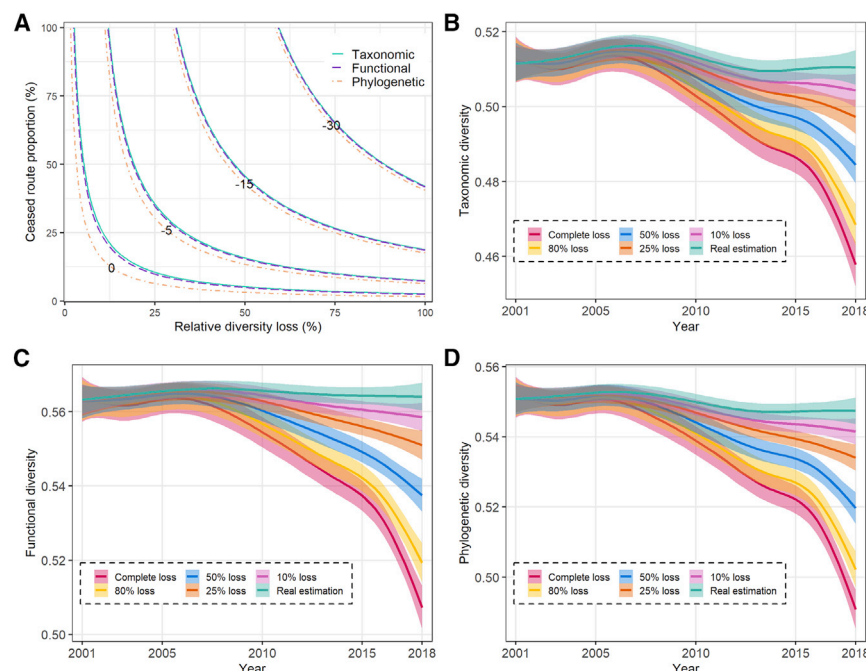 A
Ceased route proportion (%)
100
75
50
25
0
0 25 50 75 100
Relative diversity loss (%)
Taxonomic
Functional
Phylogenetic
-30
-15
-5
0
B
Taxonomic diversity
0.52
0.50
0.48
0.46
Complete loss 50% loss 10% loss
80% loss 25% loss Real estimation
2001 2005 2010 2015 2018
Year
C
Functional diversity
0.56
0.54
0.52
0.50
Complete loss 50% loss 10% loss
80% loss 25% loss Real estimation
2001 2005 2010 2015 2018
Year
D
Phylogenetic diversity
0.56
0.54
0.52
0.50
Complete loss 50% loss 10% loss
80% loss 25% loss Real estimation
2001 2005 2010 2015 2018
Year